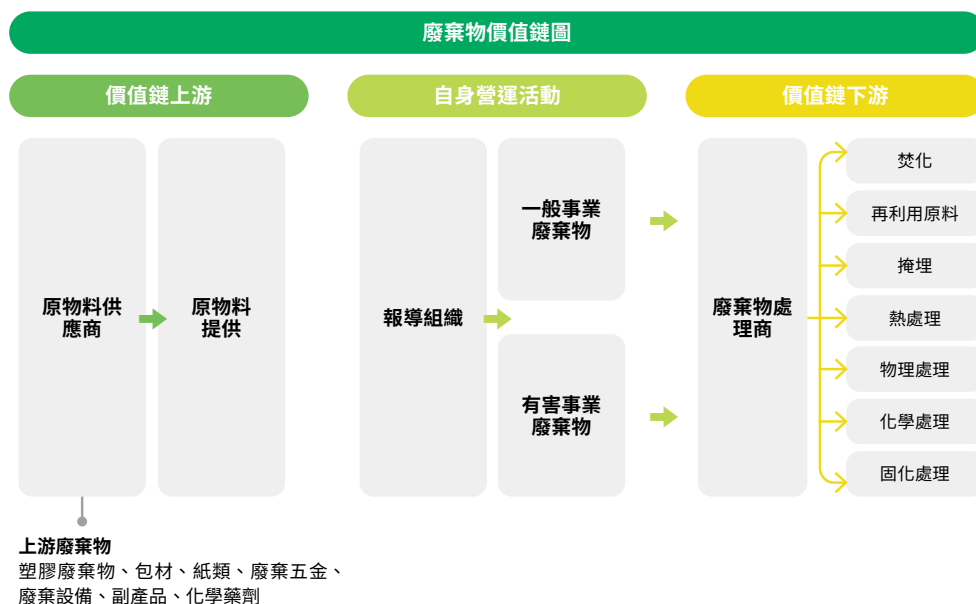 廢棄物價值鏈圖
價值鏈上游
自身營運活動
價值鏈下游
原物料供
應商
原物料
提供
報導組織
一般事業
廢棄物
有害事業
廢棄物
廢棄物處
理商
焚化
再利用原料
掩埋
熱處理
物理處理
化學處理
固化處理
上游廢棄物
塑膠廢棄物、包材、紙類、廢棄五金、
廢棄設備、副產品、化學藥劑